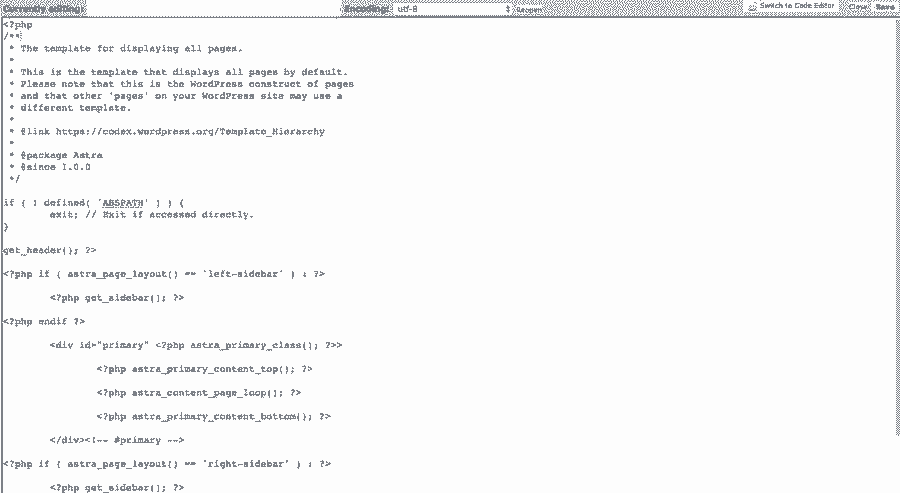 Currently editing: Encoding: utf-8 Reopen Switch to Code Editor Close Save
<?php
/**
 * The template for displaying all pages.
 *
 * This is the template that displays all pages by default.
 * Please note that this is the WordPress construct of pages
 * and that other 'pages' on your WordPress site may use a
 * different template.
 *
 * @link https://codex.wordpress.org/Template_Hierarchy
 *
 * @package Astra
 * @since 1.0.0
 */
if ( ! defined( 'ABSPATH' ) ) {
	exit; // Exit if accessed directly.
}
get_header(); ?>
<?php if ( astra_page_layout() == 'left-sidebar' ) : ?>
	<?php get_sidebar(); ?>
<?php endif ?>
	<div id="primary" <?php astra_primary_class(); ?>>
		<?php astra_primary_content_top(); ?>
		<?php astra_content_page_loop(); ?>
		<?php astra_primary_content_bottom(); ?>
	</div><!-- #primary -->
<?php if ( astra_page_layout() == 'right-sidebar' ) : ?>
	<?php get_sidebar(); ?>